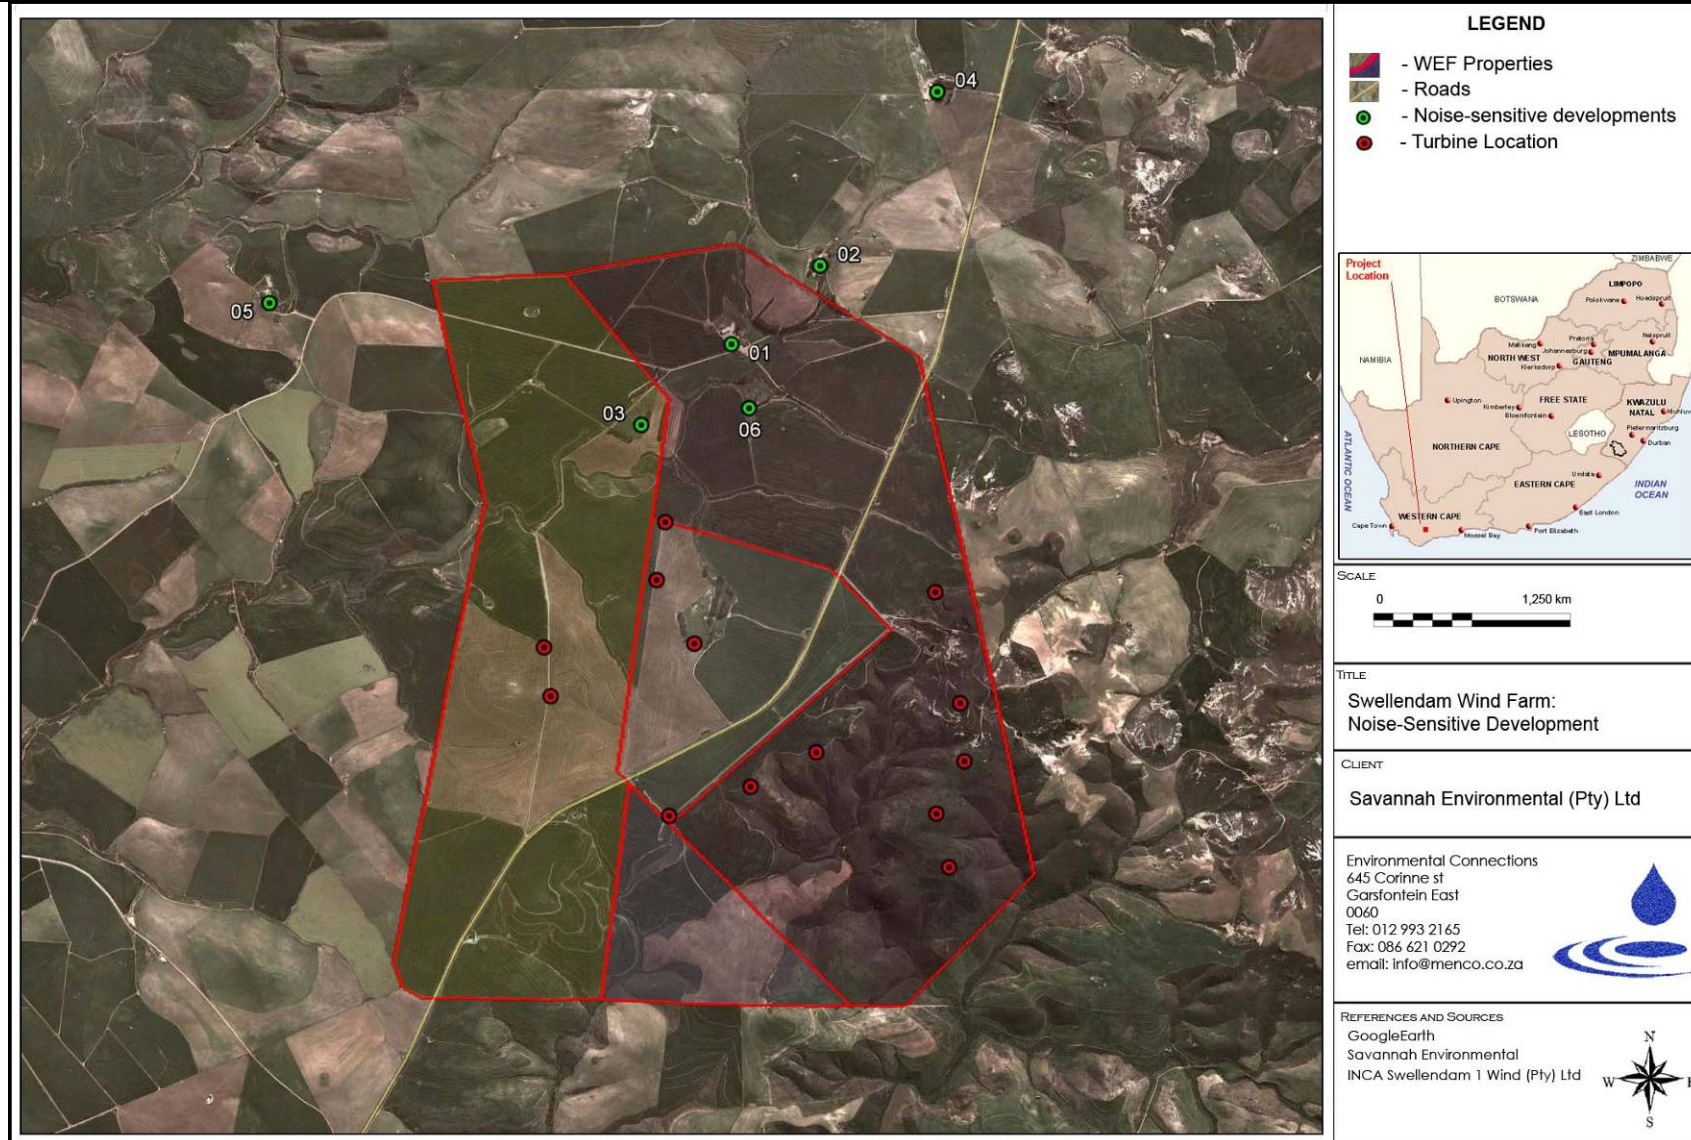 04
02
05
01
03
06
LEGEND
- WEF Properties
- Roads
- Noise-sensitive developments
- Turbine Location
Project
Location
ZIMBABWE
LIMPOPO
Polokwane
Hoedspruit
BOTSWANA
Nelspruit
Mafikeng
Pretoria
Johannesburg
MPUMALANGA
NORTH WEST
GAUTENG
NAMIBIA
Klerksdorp
Upington
Kimberley
FREE STATE
KWAZULU
NATAL
Bloemfontein
Hluhluw
Pietermaritzburg
LESOTHO
Durban
NORTHERN CAPE
ATLANTIC OCEAN
Umtata
EASTERN CAPE
INDIAN
OCEAN
East London
WESTERN CAPE
Cape Town
Mossel Bay
Port Elizabeth
SCALE
0 1,250 km
TITLE
Swellendam Wind Farm:
Noise-Sensitive Development
CLIENT
Savannah Environmental (Pty) Ltd
Environmental Connections
645 Corinne st
Garsfontein East
0060
Tel: 012 993 2165
Fax: 086 621 0292
email: info@menco.co.za
REFERENCES AND SOURCES
GoogleEarth
Savannah Environmental
INCA Swellendam 1 Wind (Pty) Ltd
N
W E
S